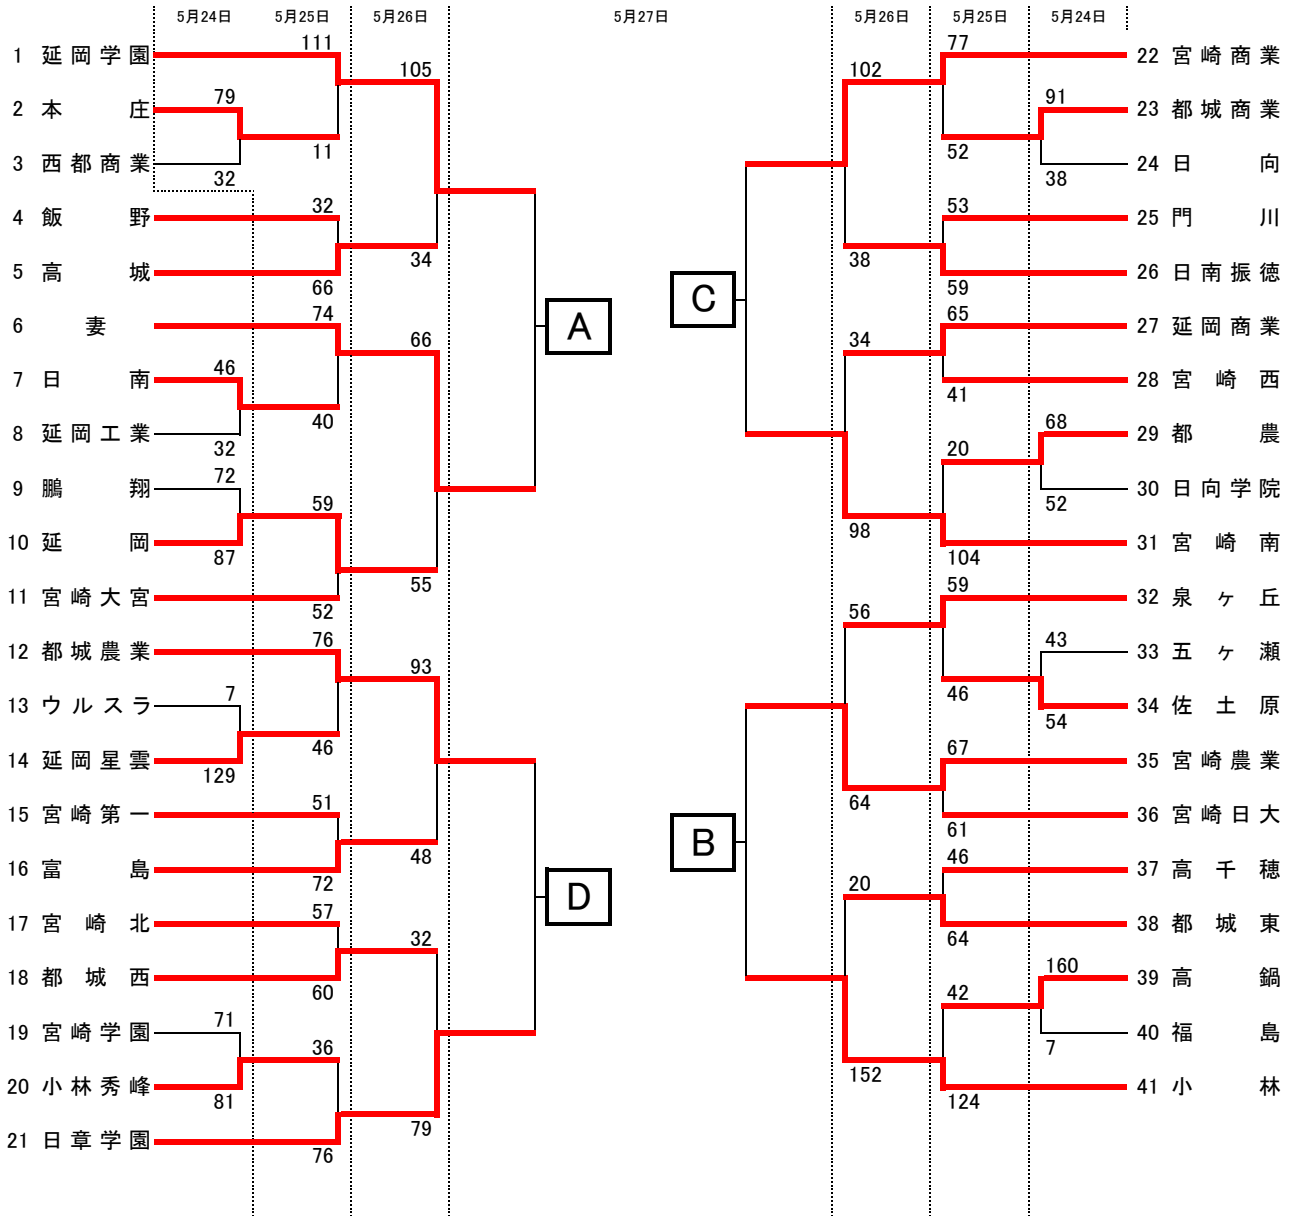 5月24日 5月25日 5月26日 5月27日 5月26日 5月25日 5月24日
111 77
1 延岡学園 22 宮崎商業
105 102
79 91
2 本庄 23 都城商業
11 52
3 西都商業 24 日向
32 38
32 53
4 飯野 25 門川
34 38
5 高城 26 日南振徳
66 59
C
74 65
6 妻 A 27 延岡商業
66 34
46
7 日南 28 宮崎西
41
40 68
8 延岡工業 29 都農
32 20
72
9 鵬翔 30 日向学院
59 52
98
10 延岡 31 宮崎南
87 104
55 59
11 宮崎大宮 32 泉ヶ丘
52 56
76 43
12 都城農業 33 五ヶ瀬
93
7 46
13 ウルスラ 34 佐土原
54
46 67
14 延岡星雲 35 宮崎農業
129
51 64
15 宮崎第一 36 宮崎日大
61
B
48 46
16 富島 37 高千穂
72 20
D
57
17 宮崎北 38 都城東
32 64
160
18 都城西 39 高鍋
60 42
71
19 宮崎学園 40 福島
36 7
152
20 小林秀峰 41 小林
81 124
79
21 日章学園
76